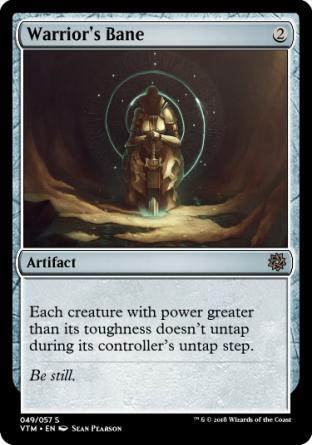 Warrior's Bane 2
Artifact
Each creature with power greater
than its toughness doesn't untap
during its controller's untap step.
Be still.
049/057 S
VTM • EN Sean Pearson
™ & © 2018 Wizards of the Coast